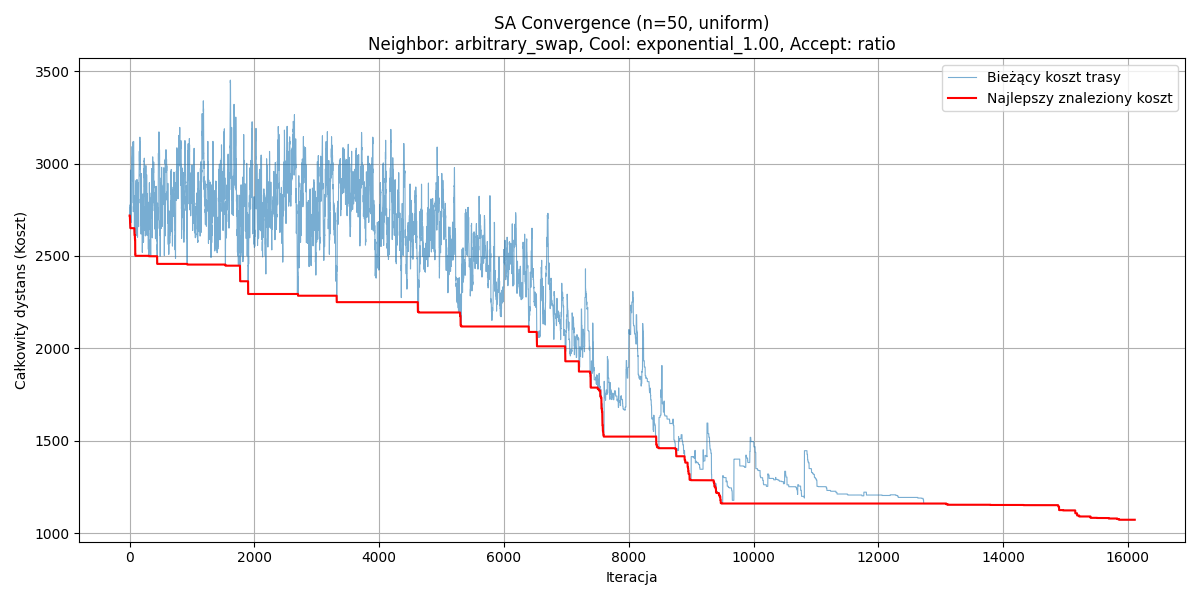 SA Convergence (n=50, uniform)
Neighbor: arbitrary_swap, Cool: exponential_1.00, Accept: ratio
Bieżący koszt trasy
Najlepszy znaleziony koszt
Całkowity dystans (Koszt)
3500
3000
2500
2000
1500
1000
0
2000
4000
6000
8000
10000
12000
14000
16000
Iteracja